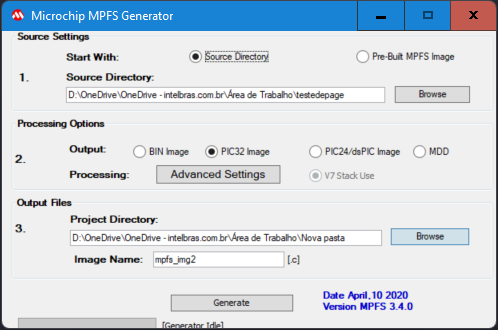 Microchip MPFS Generator
Source Settings
Start With: Source Directory Pre-Built MPFS Image
1. Source Directory:
D:\OneDrive\OneDrive - intelbras.com.br\Área de Trabalho\testedepage Browse
Processing Options
2. Output: BIN Image PIC32 Image PIC24/dsPIC Image MDD
Processing: Advanced Settings V7 Stack Use
Output Files
3. Project Directory:
D:\OneDrive\OneDrive - intelbras.com.br\Área de Trabalho\Nova pasta Browse
Image Name: mpfs_img2 [.c]
Generate Date April,10 2020
Version MPFS 3.4.0
[Generator Idle]